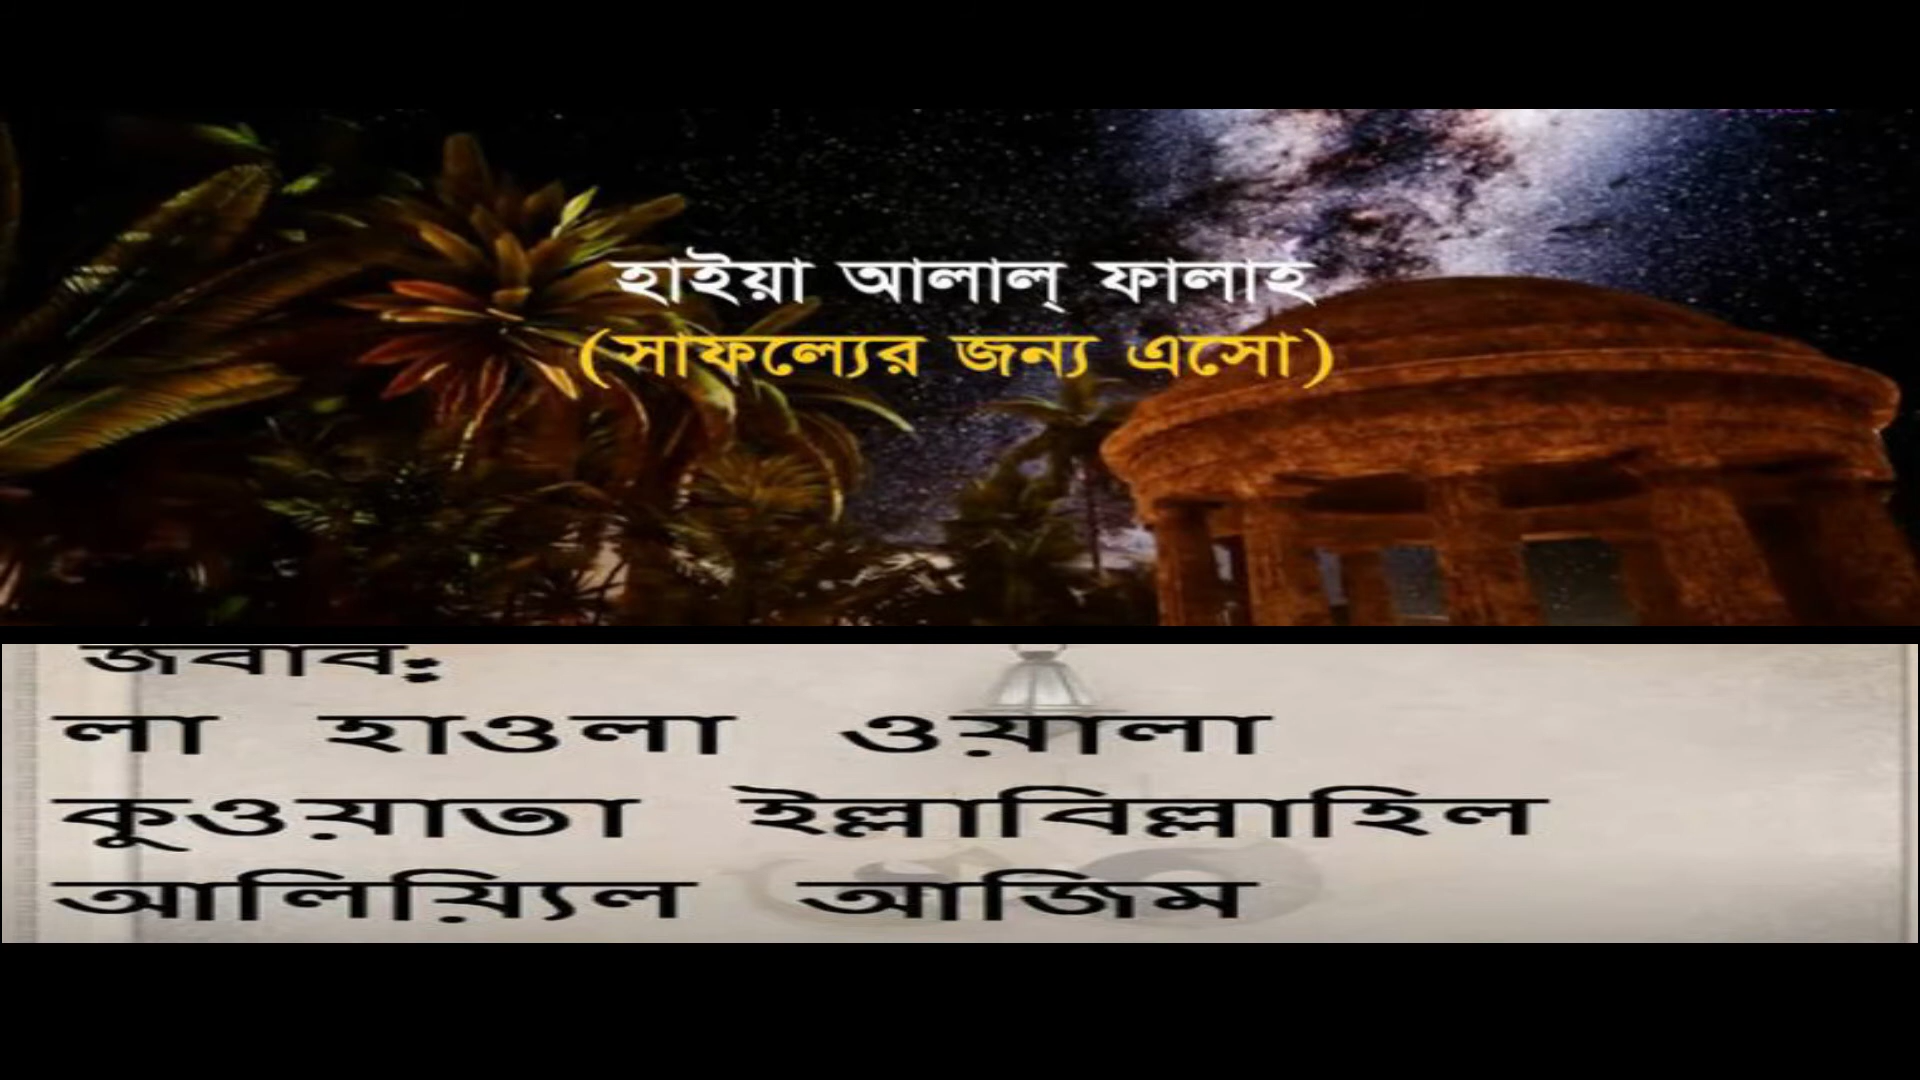 হাইয়া আলাল্ ফালাহ
(সাফল্যের জন্য এসো)
জবাব:
লা হাওলা ওয়ালা
কুওয়াতা ইল্লাবিল্লাহিল
আলিয়্যিল আজিম